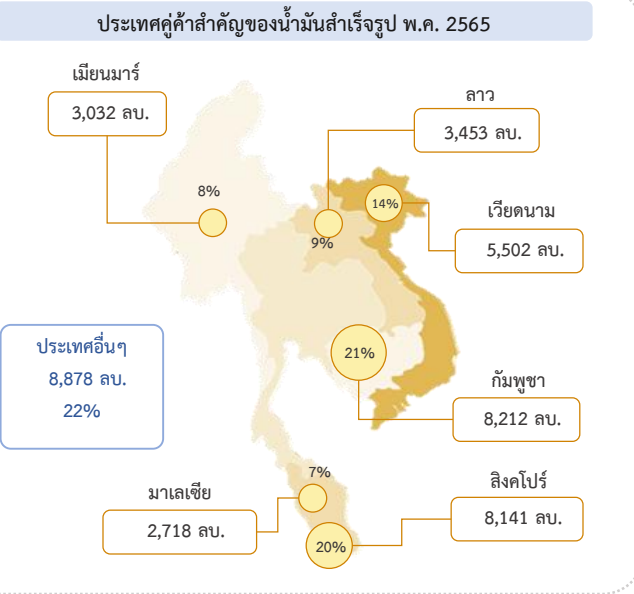 ประเทศคู่ค้าสำคัญของน้ำมันสำเร็จรูป พ.ค. 2565
เมียนมาร์
3,032 ลบ.
8%
ลาว
3,453 ลบ.
9%
14%
เวียดนาม
5,502 ลบ.
ประเทศอื่นๆ
8,878 ลบ.
22%
21%
กัมพูชา
8,212 ลบ.
7%
มาเลเซีย
2,718 ลบ.
สิงคโปร์
8,141 ลบ.
20%